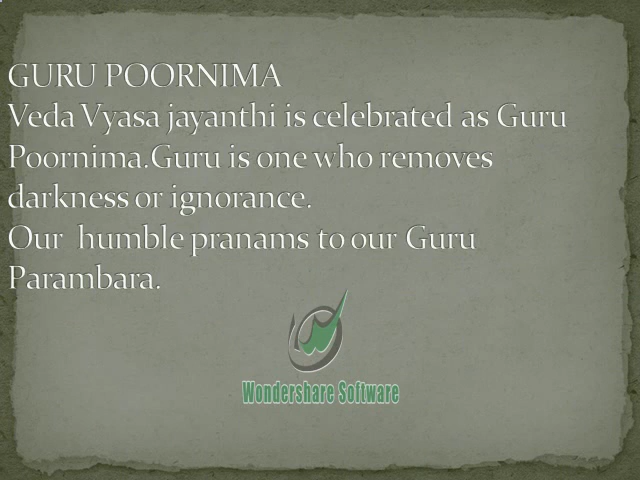 GURU POORNIMA
Veda Vyasa jayanthi is celebrated as Guru
Poornima.Guru is one who removes
darkness or ignorance.
Our humble pranams to our Guru
Parambara.
Wondershare Software